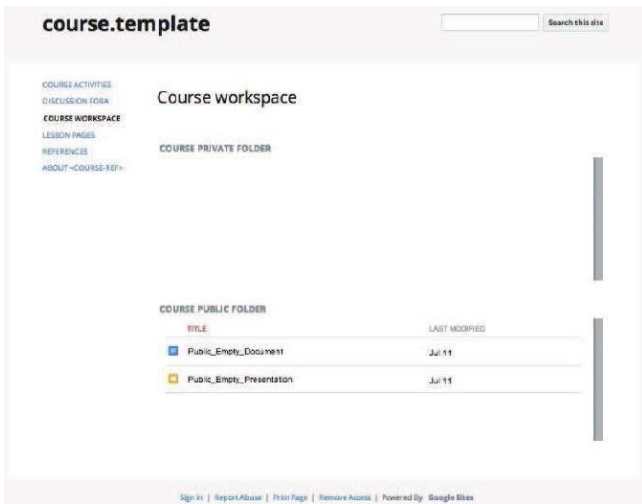 course.template
Search this site
COURSE ACTIVITIES
DISCUSSION FORA
COURSE WORKSPACE
LESSON PAGES
REFERENCES
ABOUT <COURSE-REF>
Course workspace
COURSE PRIVATE FOLDER
COURSE PUBLIC FOLDER
TITLE LAST MODIFIED
Public_Empty_Document Jul 11
Public_Empty_Presentation Jul 11
Sign in | Report Abuse | Print Page | Remove Access | Powered By Google Sites